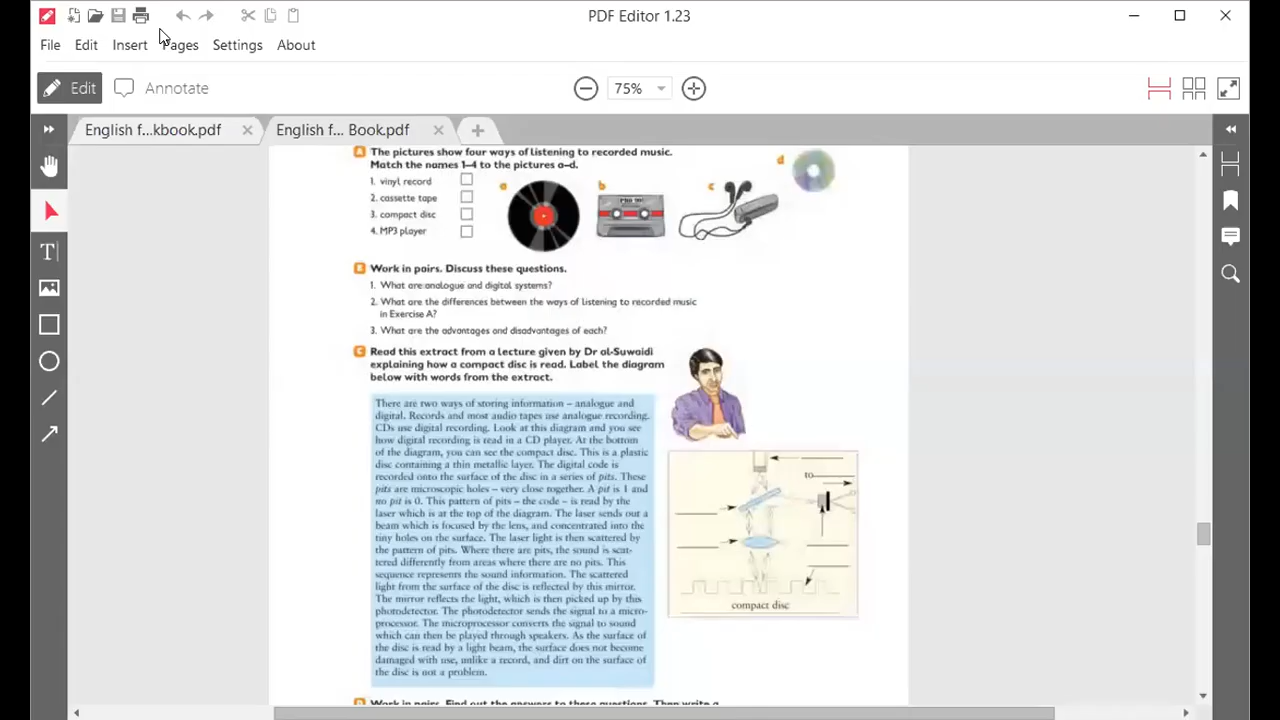 PDF Editor 1.23
File Edit Insert Pages Settings About
Edit Annotate 75%
English f...kbook.pdf English f... Book.pdf
A The pictures show four ways of listening to recorded music.
Match the names 1–4 to the pictures a–d.
1. vinyl record
2. cassette tape
3. compact disc
4. MP3 player
a b c d
B Work in pairs. Discuss these questions.
1. What are analogue and digital systems?
2. What are the differences between the ways of listening to recorded music
in Exercise A?
3. What are the advantages and disadvantages of each?
C Read this extract from a lecture given by Dr al-Suwaidi
explaining how a compact disc is read. Label the diagram
below with words from the extract.
There are two ways of storing information – analogue and
digital. Records and most audio tapes use analogue recording.
CDs use digital recording. Look at this diagram and you see
how digital recording is read in a CD player. At the bottom
of the diagram, you can see the compact disc. This is a plastic
disc containing a thin metallic layer. The digital code is
recorded onto the surface of the disc in a series of pits. These
pits are microscopic holes – very close together. A pit is 1 and
no pit is 0. This pattern of pits – the code – is read by the
laser which is at the top of the diagram. The laser sends out a
beam which is focused by the lens, and concentrated into the
tiny holes on the surface. The laser light is then scattered by
the pattern of pits. Where there are pits, the sound is scat-
tered differently from areas where there are no pits. This
sequence represents the sound information. The scattered
light from the surface of the disc is reflected by this mirror.
The mirror reflects the light, which is then picked up by this
photodetector. The photodetector sends the signal to a micro-
processor. The microprocessor converts the signal to sound
which can then be played through speakers. As the surface of
the disc is read by a light beam, the surface does not become
damaged with use, unlike a record, and dirt on the surface of
the disc is not a problem.
to
compact disc
D Work in pairs. Find out the answers to these questions. Then write a